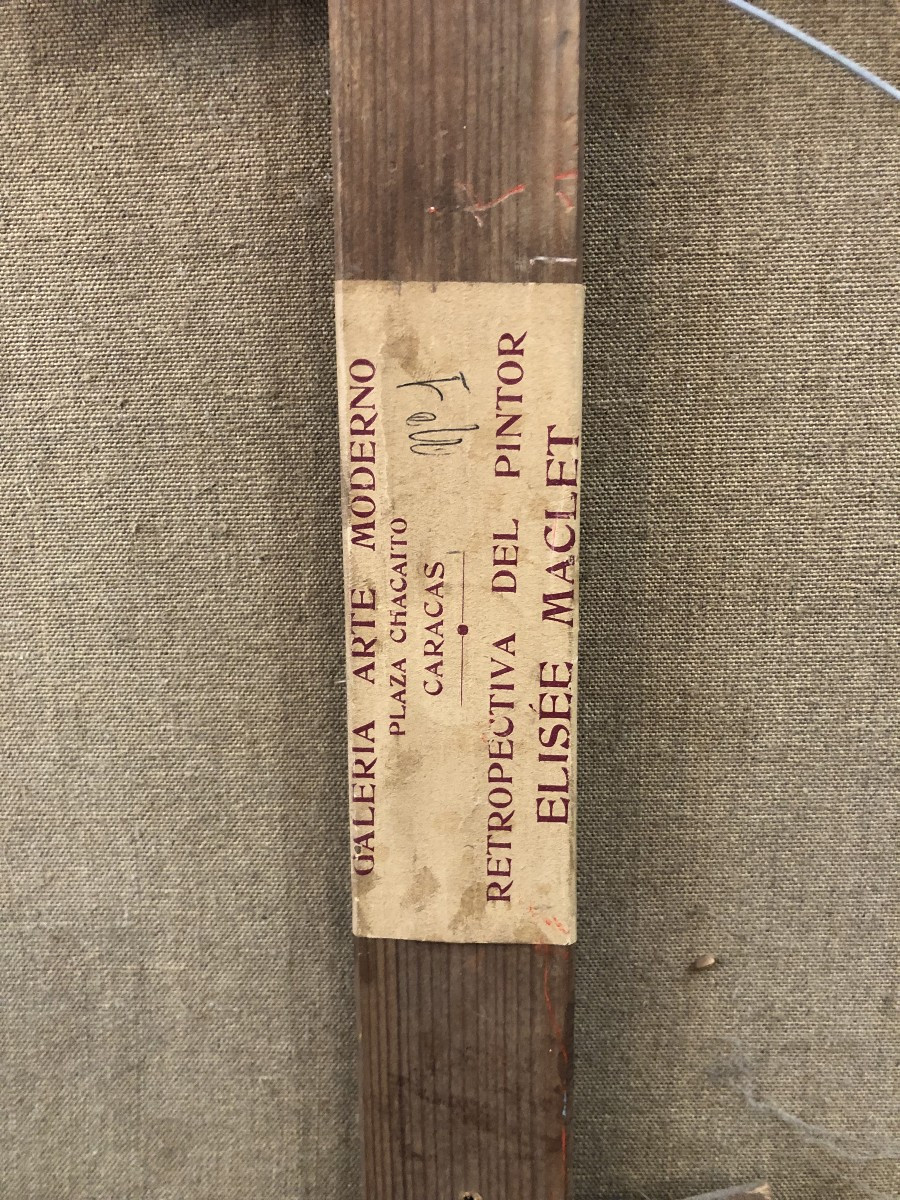 GALERIA ARTE MODERNO
PLAZA CHACAITO
CARACAS
RETROPECTIVA DEL PINTOR
ELISÉE MACLET